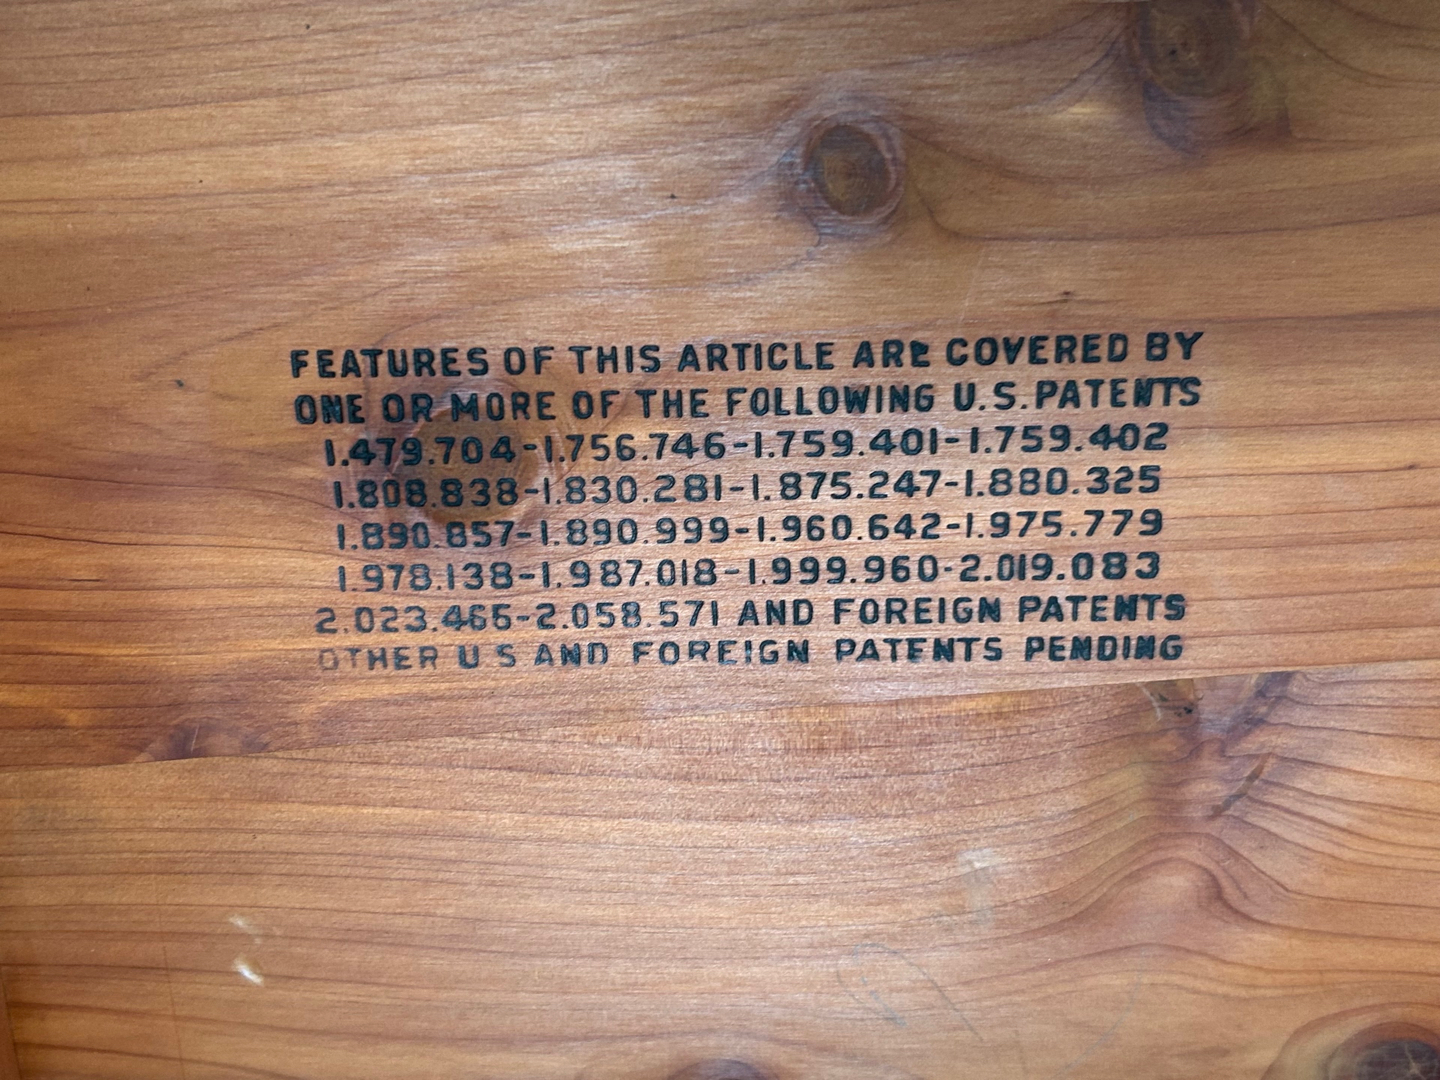 FEATURES OF THIS ARTICLE ARE COVERED BY
ONE OR MORE OF THE FOLLOWING U.S. PATENTS
1.479.704-1.756.746-1.759.401-1.759.402
1.808.838-1.830.281-1.875.247-1.880.325
1.890.857-1.890.999-1.960.642-1.975.779
1.978.138-1.987.018-1.999.960-2.019.083
2.023.465-2.058.571 AND FOREIGN PATENTS
OTHER U S AND FOREIGN PATENTS PENDING